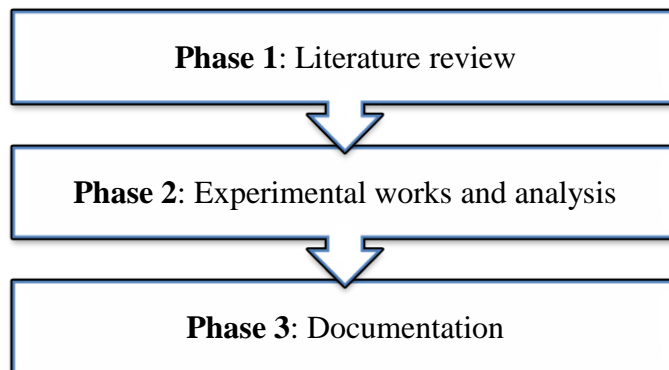 Phase 1: Literature review
Phase 2: Experimental works and analysis
Phase 3: Documentation